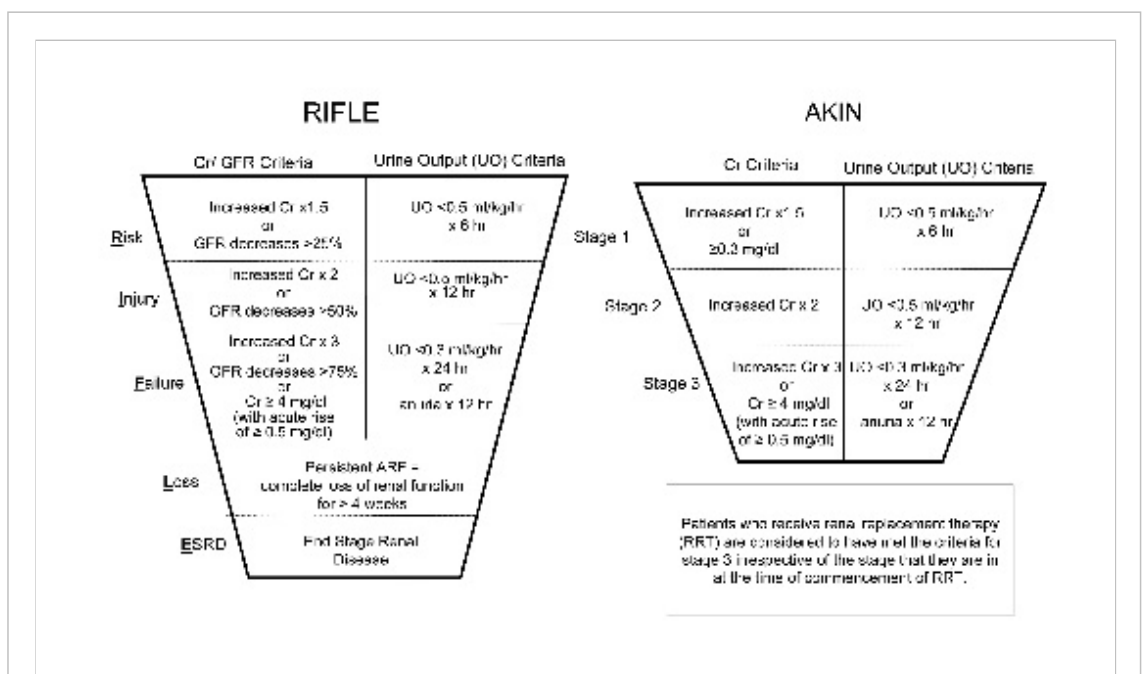 RIFLE
Cr/ GFR Criteria
Urine Output (UO) Criteria
Risk
Increased Cr x1.5
or
GFR decreases >25%
UO <0.5 ml/kg/hr
x 6 hr
Injury
Increased Cr x 2
or
GFR decreases >50%
UO <0.5 ml/kg/hr
x 12 hr
Failure
Increased Cr x 3
or
GFR decreases >75%
or
Cr ≥ 4 mg/dl
(with acute rise
of ≥ 0.5 mg/dl)
UO <0.3 ml/kg/hr
x 24 hr
or
anuria x 12 hr
Loss
Persistent ARF –
complete loss of renal function
for > 4 weeks
ESRD
End Stage Renal
Disease
AKIN
Cr Criteria
Urine Output (UO) Criteria
Stage 1
Increased Cr x1.5
or
≥0.3 mg/dl
UO <0.5 ml/kg/hr
x 6 hr
Stage 2
Increased Cr x 2
UO <0.5 ml/kg/hr
x 12 hr
Stage 3
Increased Cr x 3
or
Cr ≥ 4 mg/dl
(with acute rise
of ≥ 0.5 mg/dl)
UO <0.3 ml/kg/hr
x 24 hr
or
anuria x 12 hr
Patients who receive renal replacement therapy
(RRT) are considered to have met the criteria for
stage 3 irrespective of the stage that they are in
at the time of commencement of RRT.